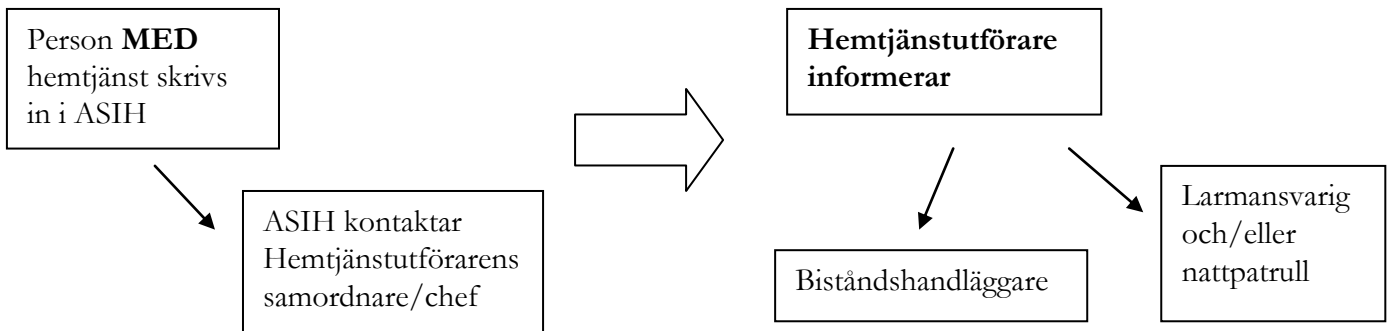 Person MED
hemtjänst skrivs
in i ASIH
ASIH kontaktar
Hemtjänstutförarens
samordnare/chef
Hemtjänstutförare
informerar
Biståndshandläggare
Larmansvarig
och/eller
nattpatrull